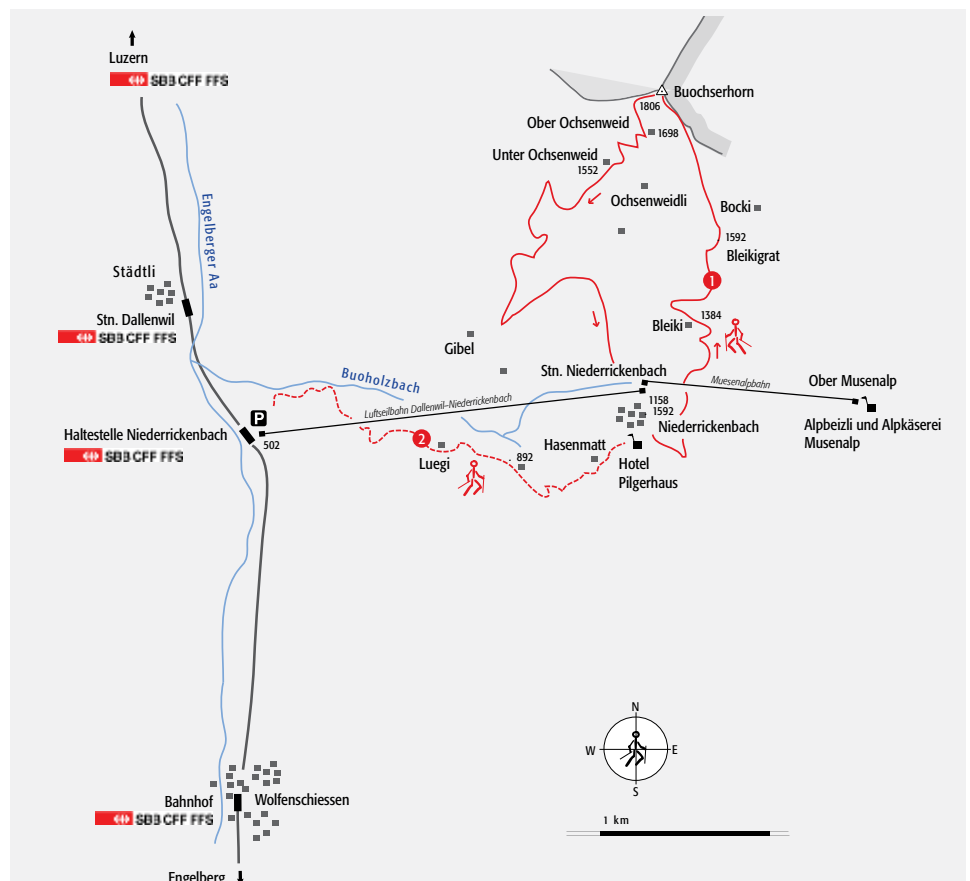 Luzern
SBB CFF FFS
Buochserhorn
1806
Ober Ochsenweid
1698
Unter Ochsenweid
1552
Ochsenweidli
Bocki
Engelberger Aa
1592
Bleikigrat
1
Städtli
Stn. Dallenwil
SBB CFF FFS
1384
Bleiki
Gibel
Stn. Niederrickenbach
Buoholzbach
Muesenalpbahn
Ober Musenalp
Luftseilbahn Dallenwil–Niederrickenbach
1158
1592
Niederrickenbach
Alpbeizli und Alpkäserei
Musenalp
P
Haltestelle Niederrickenbach
502
SBB CFF FFS
2
Luegi
892
Hasenmatt
Hotel
Pilgerhaus
N
W
E
S
1 km
Bahnhof
Wolfenschiessen
SBB CFF FFS
Engelberg